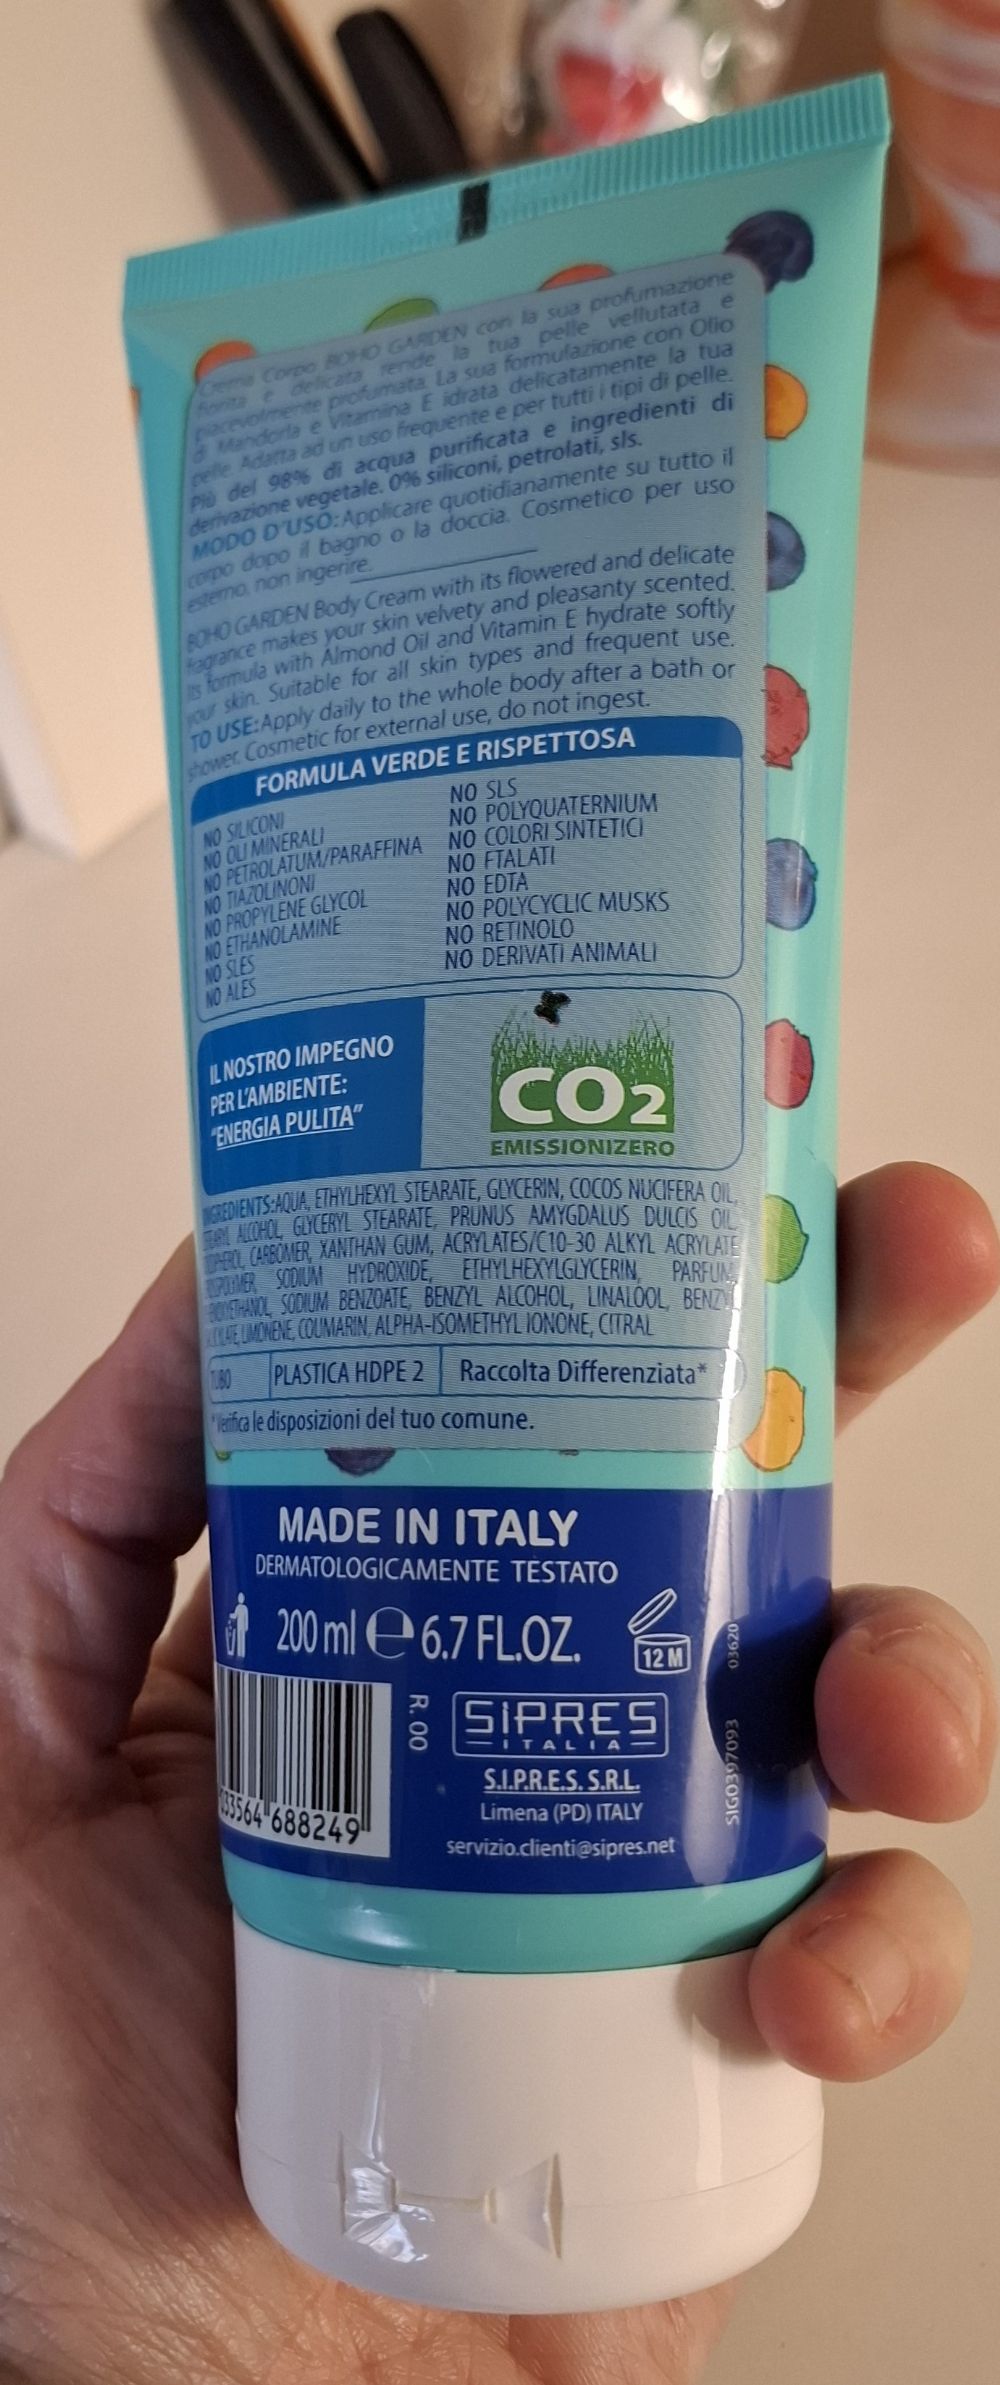 Crema Corpo BOHO GARDEN con la sua profumazione
fiorita e delicata rende la tua pelle vellutata e
piacevolmente profumata. La sua formulazione con Olio
di Mandorla e Vitamina E idrata delicatamente la tua
pelle. Adatta ad un uso frequente e per tutti i tipi di pelle.
Più del 98% di acqua purificata e ingredienti di
derivazione vegetale. 0% siliconi, petrolati, sls.
MODO D'USO: Applicare quotidianamente su tutto il
corpo dopo il bagno o la doccia. Cosmetico per uso
esterno, non ingerire.
BOHO GARDEN Body Cream with its flowered and delicate
fragrance makes your skin velvety and pleasanty scented.
Its formula with Almond Oil and Vitamin E hydrate softly
your skin. Suitable for all skin types and frequent use.
TO USE: Apply daily to the whole body after a bath or
shower. Cosmetic for external use, do not ingest.
FORMULA VERDE E RISPETTOSA
NO SILICONI
NO OLI MINERALI
NO PETROLATUM/PARAFFINA
NO TIAZOLINONI
NO PROPYLENE GLYCOL
NO ETHANOLAMINE
NO SLES
NO ALES
NO SLS
NO POLYQUATERNIUM
NO COLORI SINTETICI
NO FTALATI
NO EDTA
NO POLYCYCLIC MUSKS
NO RETINOLO
NO DERIVATI ANIMALI
IL NOSTRO IMPEGNO
PER L'AMBIENTE:
"ENERGIA PULITA"
CO2
EMISSIONIZERO
INGREDIENTS: AQUA, ETHYLHEXYL STEARATE, GLYCERIN, COCOS NUCIFERA OIL,
ALCOHOL, GLYCERYL STEARATE, PRUNUS AMYGDALUS DULCIS OIL,
CARBOMER, XANTHAN GUM, ACRYLATES/C10-30 ALKYL ACRYLATE
SODIUM HYDROXIDE, ETHYLHEXYLGLYCERIN, PARFUM,
SODIUM BENZOATE, BENZYL ALCOHOL, LINALOOL,
LIMONENE, COUMARIN, ALPHA-ISOMETHYL IONONE, CITRAL
TUBO PLASTICA HDPE 2 Raccolta Differenziata*
*Verifica le disposizioni del tuo comune.
MADE IN ITALY
DERMATOLOGICAMENTE TESTATO
200 ml e 6.7 FL.OZ.
12 M
03620
SIG0397093
R. 00
SIPRES
ITALIA
S.I.P.R.E.S. S.R.L.
Limena (PD) ITALY
servizio.clienti@sipres.net
033564 688249